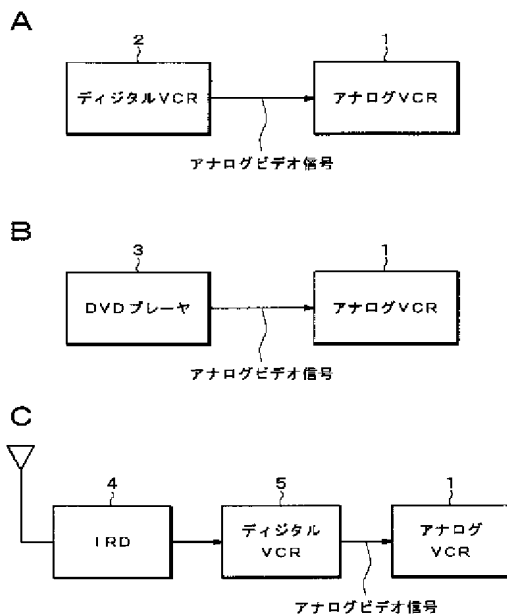 A
2
1
ディジタルVCR
アナログVCR
アナログビデオ信号
B
3
1
DVDプレーヤ
アナログVCR
アナログビデオ信号
C
4
5
1
IRD
ディジタル
VCR
アナログ
VCR
アナログビデオ信号